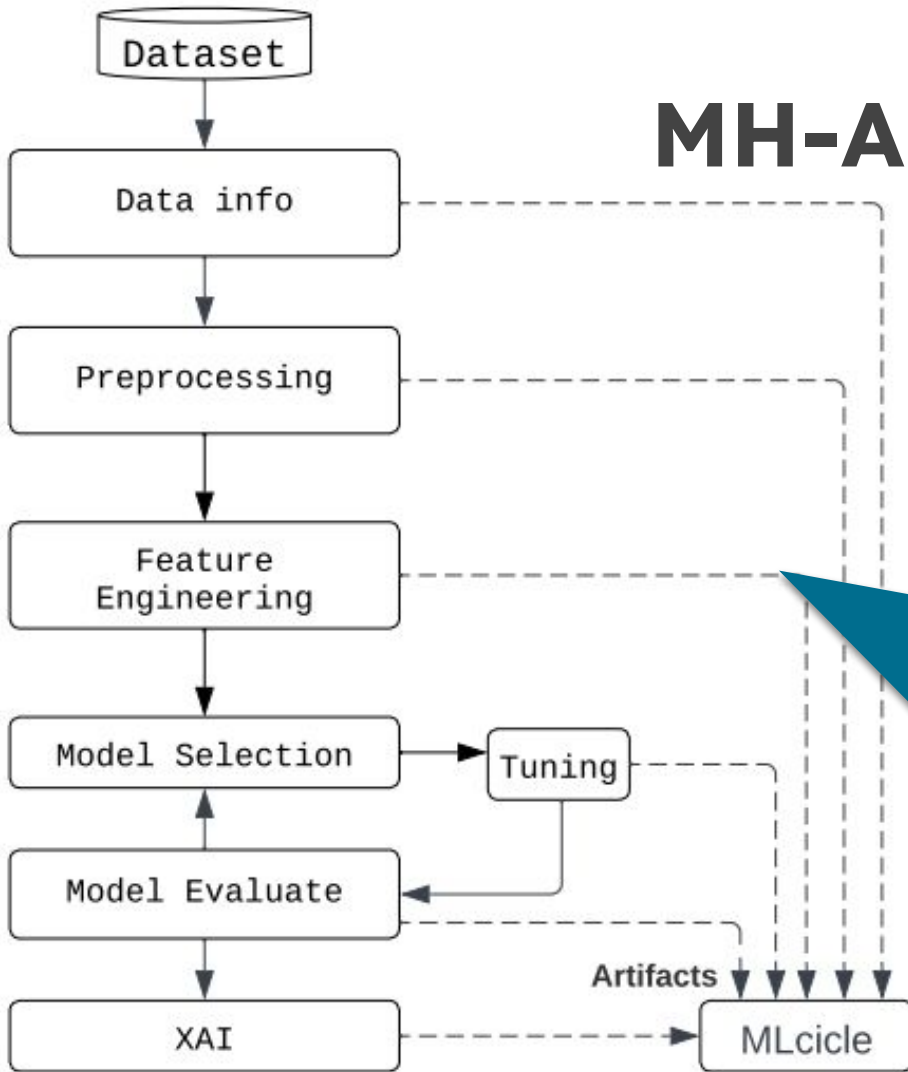 Dataset
MH-A
Data info
Preprocessing
Feature
Engineering
Model Selection
Tuning
Model Evaluate
Artifacts
XAI
MLcicle